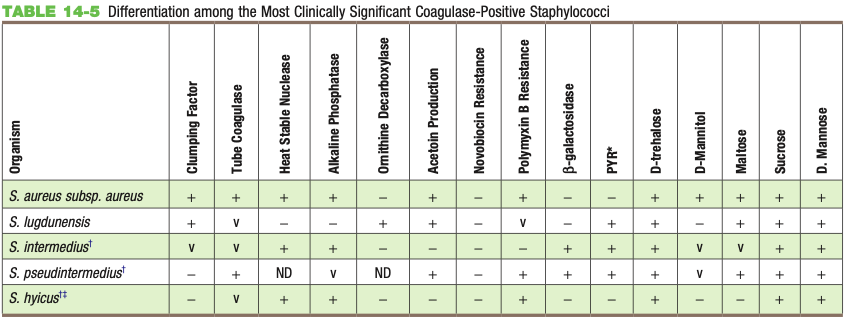 TABLE 14-5 Differentiation among the Most Clinically Significant Coagulase-Positive Staphylococci
Organism Clumping Factor Tube Coagulase Heat Stable Nuclease Alkaline Phosphatase Ornithine Decarboxylase Acetoin Production Novobiocin Resistance Polymyxin B Resistance β-galactosidase PYR* D-trehalose D-Mannitol Maltose Sucrose D. Mannose
S. aureus subsp. aureus + + + + – + – + – – + + + + +
S. lugdunensis + v – – + + – v – + + – + + +
S. intermedius† v v + + – – – – + + + v v + +
S. pseudintermedius† – + ND v ND + – + + + + v + + +
S. hyicus†‡ – v + + – – – + – – + – – + +